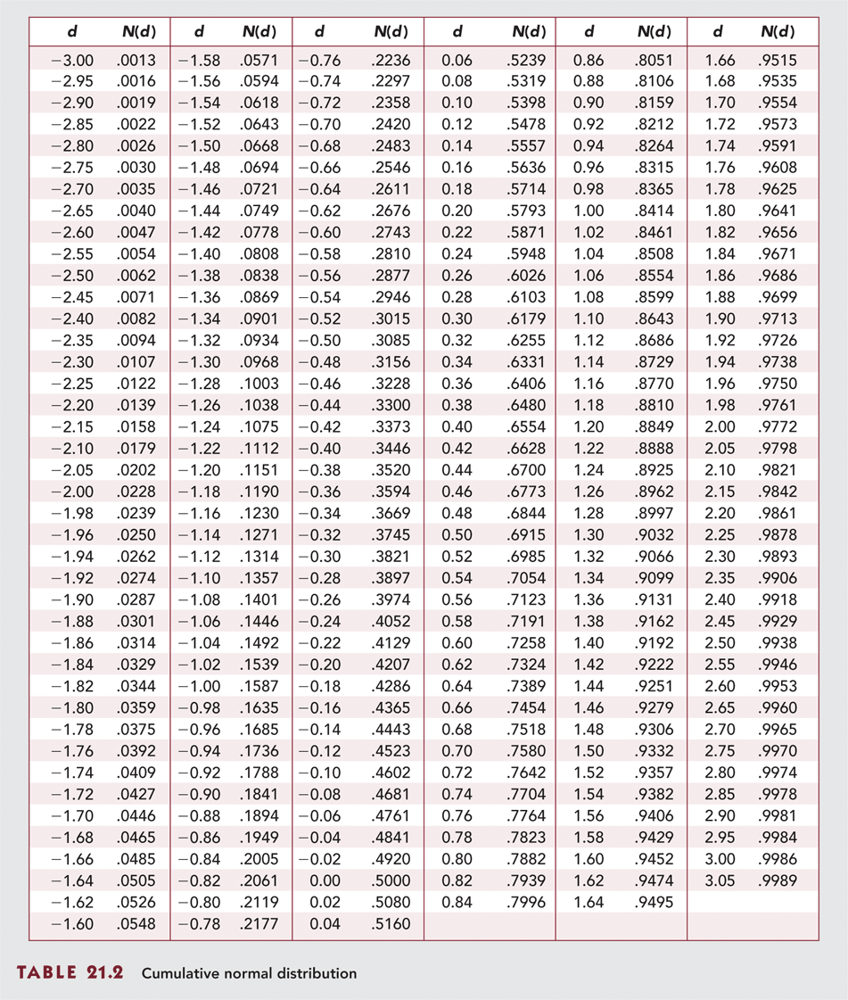 d N(d) d N(d) d N(d) d N(d) d N(d) d N(d)
−3.00 .0013 −1.58 .0571 −0.76 .2236 0.06 .5239 0.86 .8051 1.66 .9515
−2.95 .0016 −1.56 .0594 −0.74 .2297 0.08 .5319 0.88 .8106 1.68 .9535
−2.90 .0019 −1.54 .0618 −0.72 .2358 0.10 .5398 0.90 .8159 1.70 .9554
−2.85 .0022 −1.52 .0643 −0.70 .2420 0.12 .5478 0.92 .8212 1.72 .9573
−2.80 .0026 −1.50 .0668 −0.68 .2483 0.14 .5557 0.94 .8264 1.74 .9591
−2.75 .0030 −1.48 .0694 −0.66 .2546 0.16 .5636 0.96 .8315 1.76 .9608
−2.70 .0035 −1.46 .0721 −0.64 .2611 0.18 .5714 0.98 .8365 1.78 .9625
−2.65 .0040 −1.44 .0749 −0.62 .2676 0.20 .5793 1.00 .8414 1.80 .9641
−2.60 .0047 −1.42 .0778 −0.60 .2743 0.22 .5871 1.02 .8461 1.82 .9656
−2.55 .0054 −1.40 .0808 −0.58 .2810 0.24 .5948 1.04 .8508 1.84 .9671
−2.50 .0062 −1.38 .0838 −0.56 .2877 0.26 .6026 1.06 .8554 1.86 .9686
−2.45 .0071 −1.36 .0869 −0.54 .2946 0.28 .6103 1.08 .8599 1.88 .9699
−2.40 .0082 −1.34 .0901 −0.52 .3015 0.30 .6179 1.10 .8643 1.90 .9713
−2.35 .0094 −1.32 .0934 −0.50 .3085 0.32 .6255 1.12 .8686 1.92 .9726
−2.30 .0107 −1.30 .0968 −0.48 .3156 0.34 .6331 1.14 .8729 1.94 .9738
−2.25 .0122 −1.28 .1003 −0.46 .3228 0.36 .6406 1.16 .8770 1.96 .9750
−2.20 .0139 −1.26 .1038 −0.44 .3300 0.38 .6480 1.18 .8810 1.98 .9761
−2.15 .0158 −1.24 .1075 −0.42 .3373 0.40 .6554 1.20 .8849 2.00 .9772
−2.10 .0179 −1.22 .1112 −0.40 .3446 0.42 .6628 1.22 .8888 2.05 .9798
−2.05 .0202 −1.20 .1151 −0.38 .3520 0.44 .6700 1.24 .8925 2.10 .9821
−2.00 .0228 −1.18 .1190 −0.36 .3594 0.46 .6773 1.26 .8962 2.15 .9842
−1.98 .0239 −1.16 .1230 −0.34 .3669 0.48 .6844 1.28 .8997 2.20 .9861
−1.96 .0250 −1.14 .1271 −0.32 .3745 0.50 .6915 1.30 .9032 2.25 .9878
−1.94 .0262 −1.12 .1314 −0.30 .3821 0.52 .6985 1.32 .9066 2.30 .9893
−1.92 .0274 −1.10 .1357 −0.28 .3897 0.54 .7054 1.34 .9099 2.35 .9906
−1.90 .0287 −1.08 .1401 −0.26 .3974 0.56 .7123 1.36 .9131 2.40 .9918
−1.88 .0301 −1.06 .1446 −0.24 .4052 0.58 .7191 1.38 .9162 2.45 .9929
−1.86 .0314 −1.04 .1492 −0.22 .4129 0.60 .7258 1.40 .9192 2.50 .9938
−1.84 .0329 −1.02 .1539 −0.20 .4207 0.62 .7324 1.42 .9222 2.55 .9946
−1.82 .0344 −1.00 .1587 −0.18 .4286 0.64 .7389 1.44 .9251 2.60 .9953
−1.80 .0359 −0.98 .1635 −0.16 .4365 0.66 .7454 1.46 .9279 2.65 .9960
−1.78 .0375 −0.96 .1685 −0.14 .4443 0.68 .7518 1.48 .9306 2.70 .9965
−1.76 .0392 −0.94 .1736 −0.12 .4523 0.70 .7580 1.50 .9332 2.75 .9970
−1.74 .0409 −0.92 .1788 −0.10 .4602 0.72 .7642 1.52 .9357 2.80 .9974
−1.72 .0427 −0.90 .1841 −0.08 .4681 0.74 .7704 1.54 .9382 2.85 .9978
−1.70 .0446 −0.88 .1894 −0.06 .4761 0.76 .7764 1.56 .9406 2.90 .9981
−1.68 .0465 −0.86 .1949 −0.04 .4841 0.78 .7823 1.58 .9429 2.95 .9984
−1.66 .0485 −0.84 .2005 −0.02 .4920 0.80 .7882 1.60 .9452 3.00 .9986
−1.64 .0505 −0.82 .2061 0.00 .5000 0.82 .7939 1.62 .9474 3.05 .9989
−1.62 .0526 −0.80 .2119 0.02 .5080 0.84 .7996 1.64 .9495
−1.60 .0548 −0.78 .2177 0.04 .5160
TABLE 21.2 Cumulative normal distribution